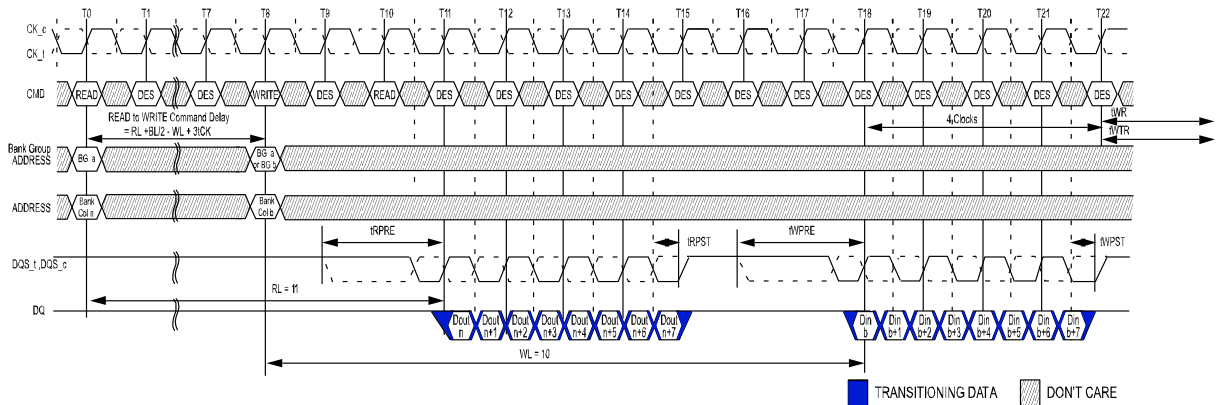 T0 T1 T7 T8 T9 T10 T11 T12 T13 T14 T15 T16 T17 T18 T19 T20 T21 T22
CK_c
CK_t
CMD READ DES DES WRITE DES READ DES DES DES DES DES DES DES DES DES DES DES DES
READ to WRITE Command Delay
= RL +BL/2 - WL + 3tCK
4 Clocks
tWR
tWTR
Bank Group
ADDRESS
BG a
BG a
or BG b
ADDRESS
Bank
Col n
Bank
Col b
tRPRE tRPST tWPRE tWPST
DQS_t ,DQS_c
RL = 11
DQ
Dout
n
Dout
n+1
Dout
n+2
Dout
n+3
Dout
n+4
Dout
n+5
Dout
n+6
Dout
n+7
Din
b
Din
b+1
Din
b+2
Din
b+3
Din
b+4
Din
b+5
Din
b+6
Din
b+7
WL = 10
TRANSITIONING DATA
DON'T CARE